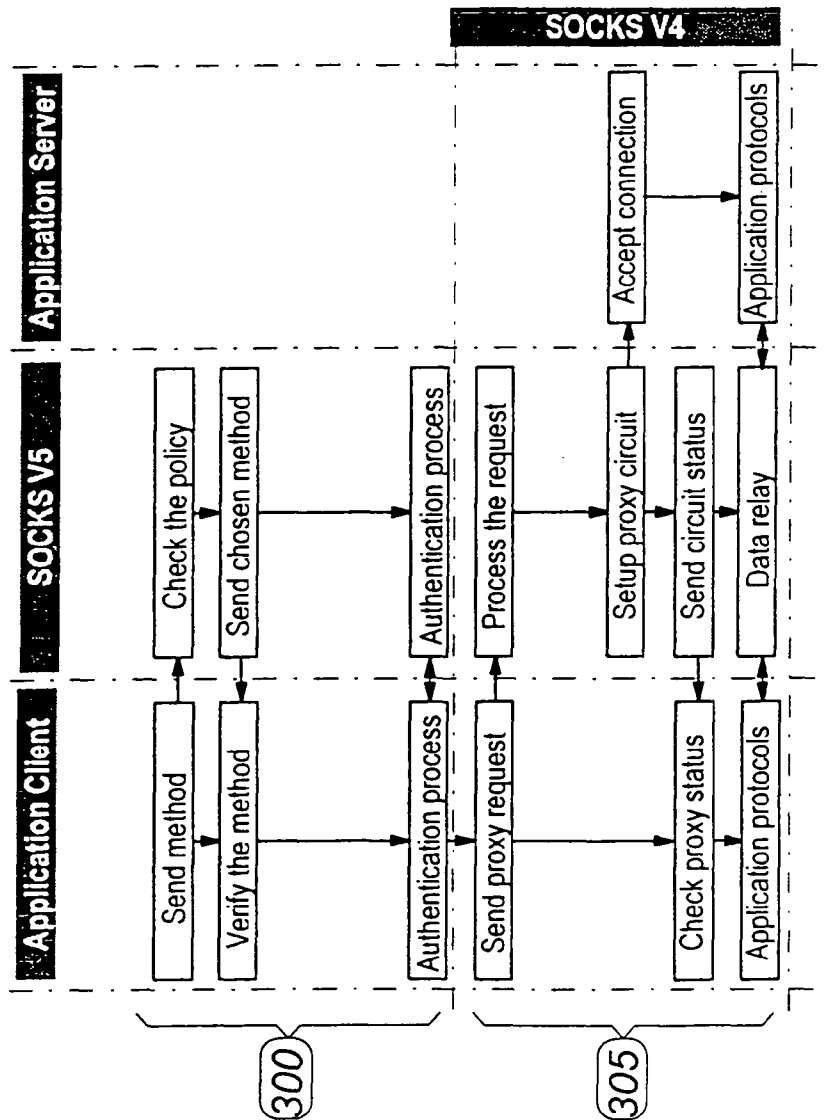 Application Client
SOCKS V5
Application Server
Send method
Check the policy
Verify the method
Send chosen method
300
Authentication process
Authentication process
Send proxy request
Process the request
SOCKS V4
305
Setup proxy circuit
Accept connection
Check proxy status
Send circuit status
Application protocols
Data relay
Application protocols